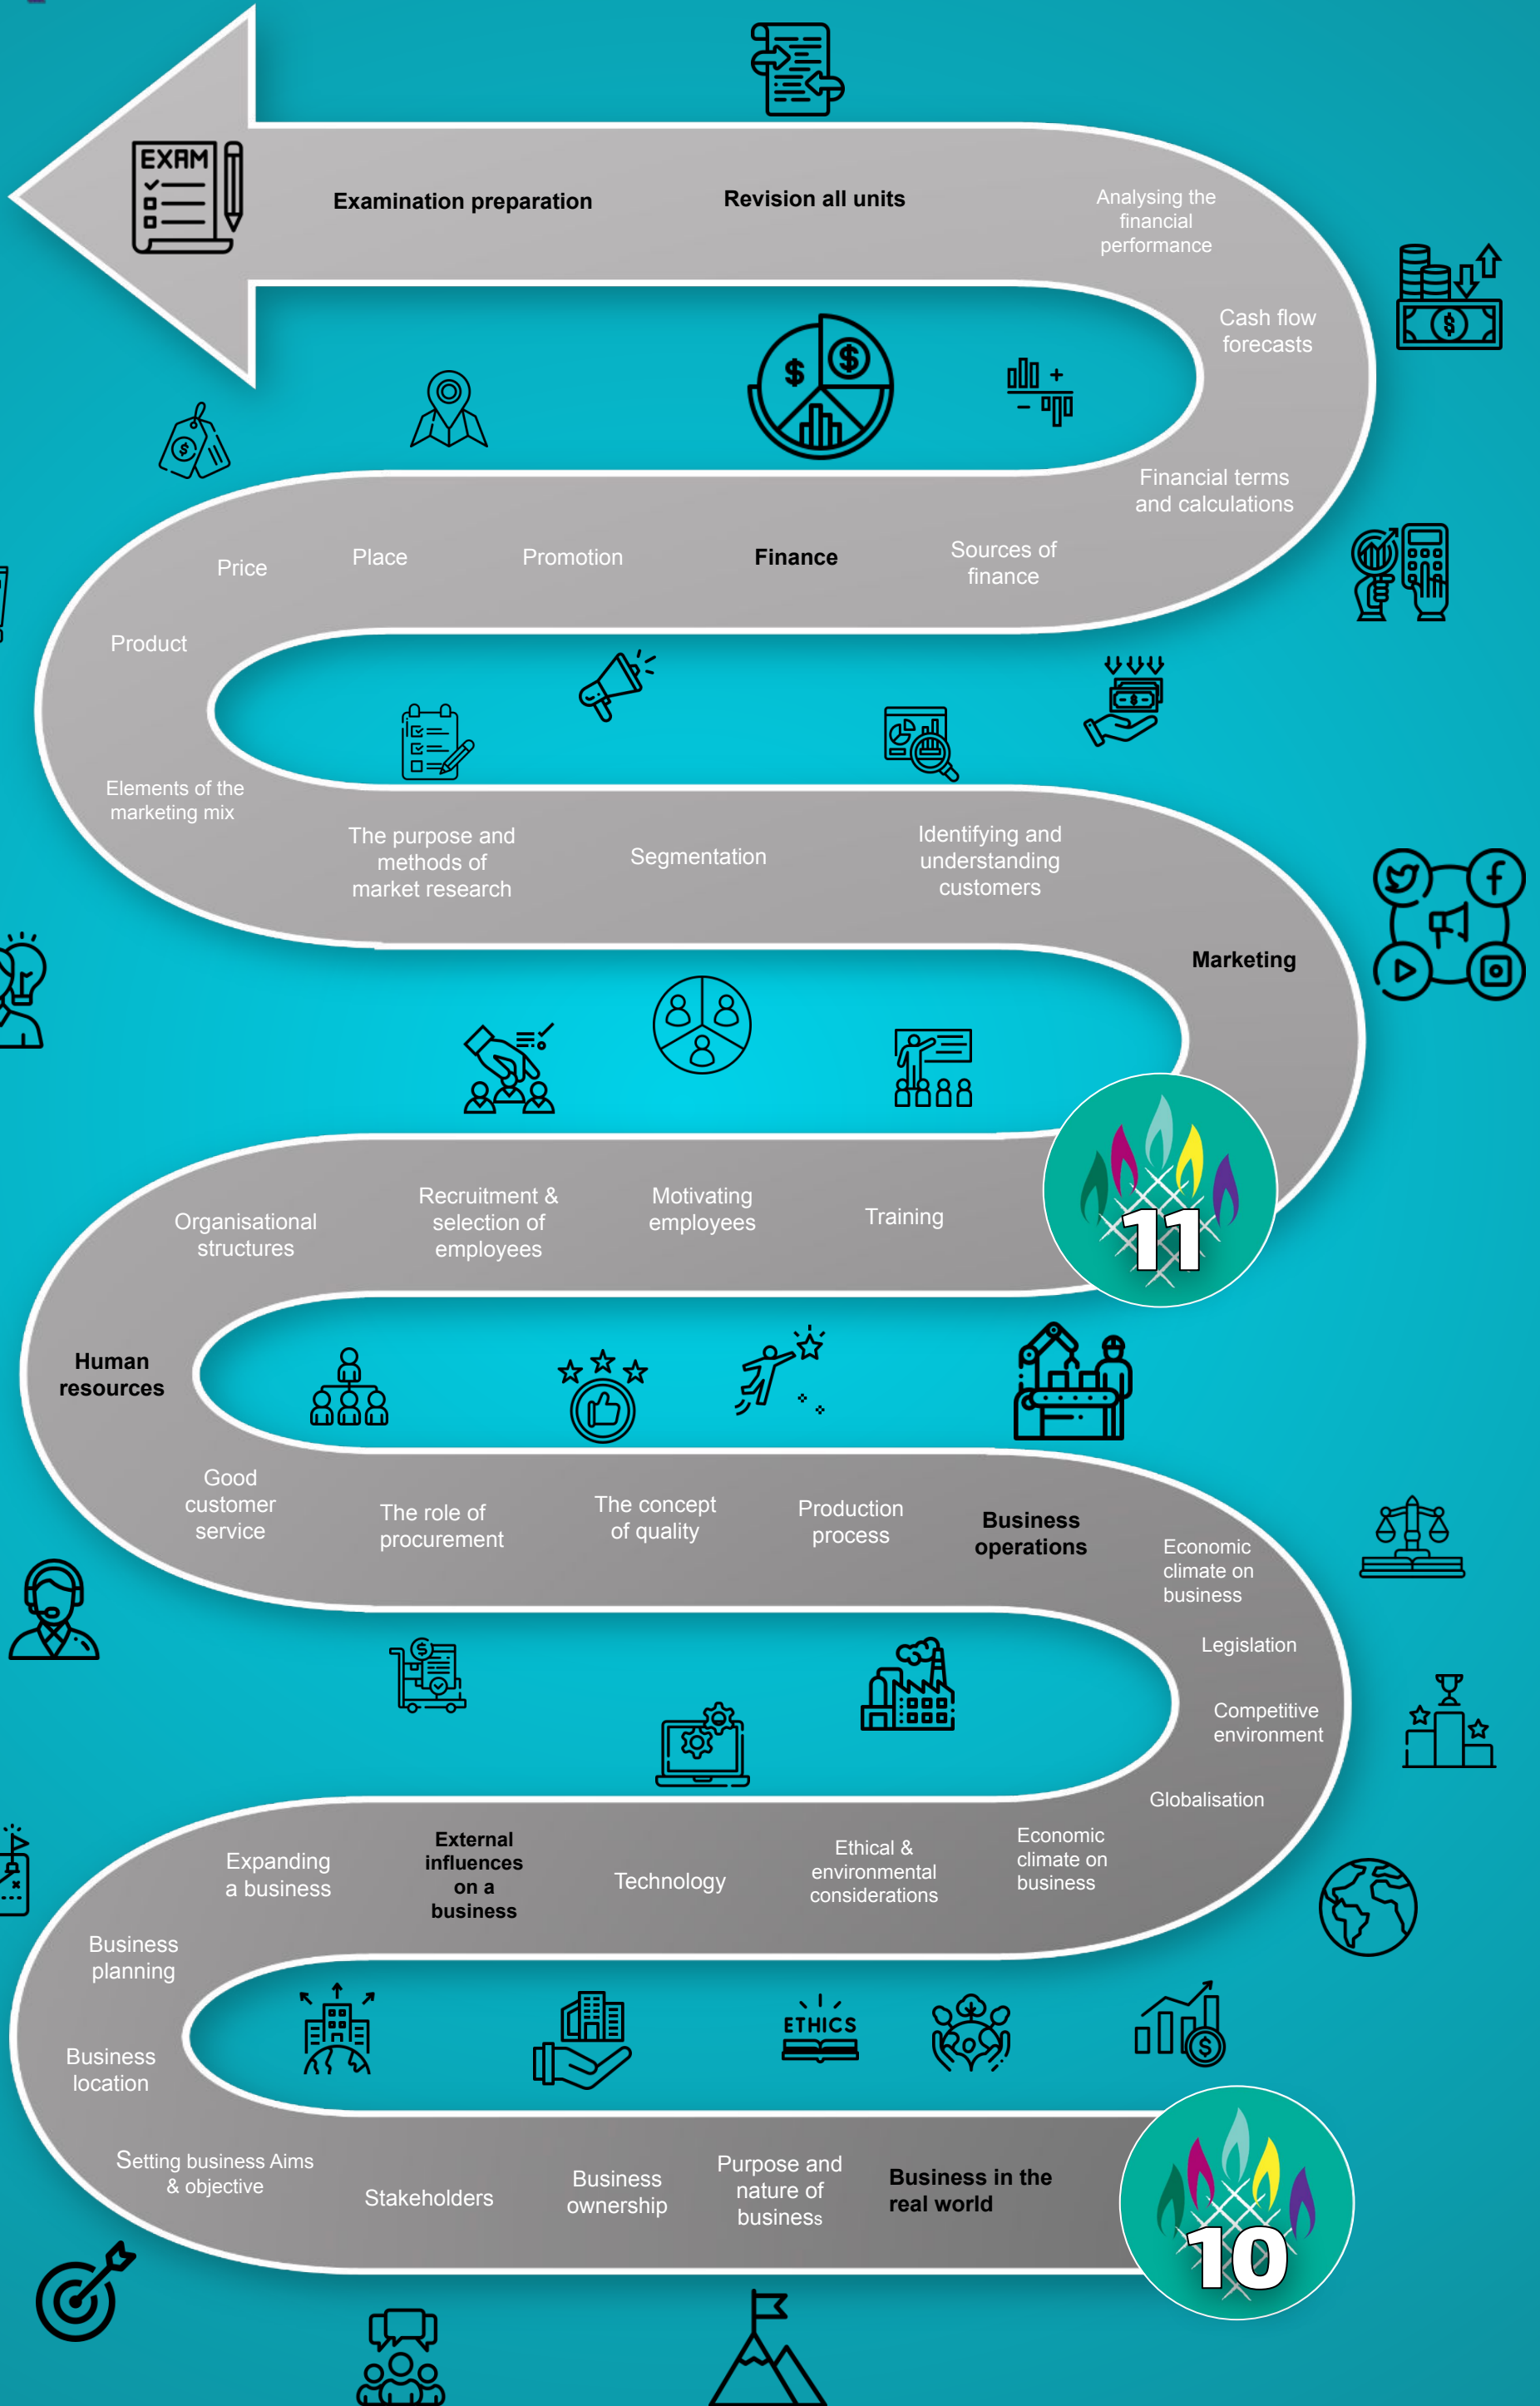 EXAM
Examination preparation
Revision all units
Analysing the
financial
performance
Cash flow
forecasts
Financial terms
and calculations
Sources of
finance
Finance
Promotion
Place
Price
Product
Elements of the
marketing mix
The purpose and
methods of
market research
Segmentation
Identifying and
understanding
customers
Marketing
11
Training
Motivating
employees
Recruitment &
selection of
employees
Organisational
structures
Human
resources
Good
customer
service
The role of
procurement
The concept
of quality
Production
process
Business
operations
Economic
climate on
business
Legislation
Competitive
environment
Globalisation
Economic
climate on
business
Ethical &
environmental
considerations
Technology
External
influences
on a
business
Expanding
a business
Business
planning
Business
location
ETHICS
Setting business Aims
& objective
Stakeholders
Business
ownership
Purpose and
nature of
business
Business in the
real world
10